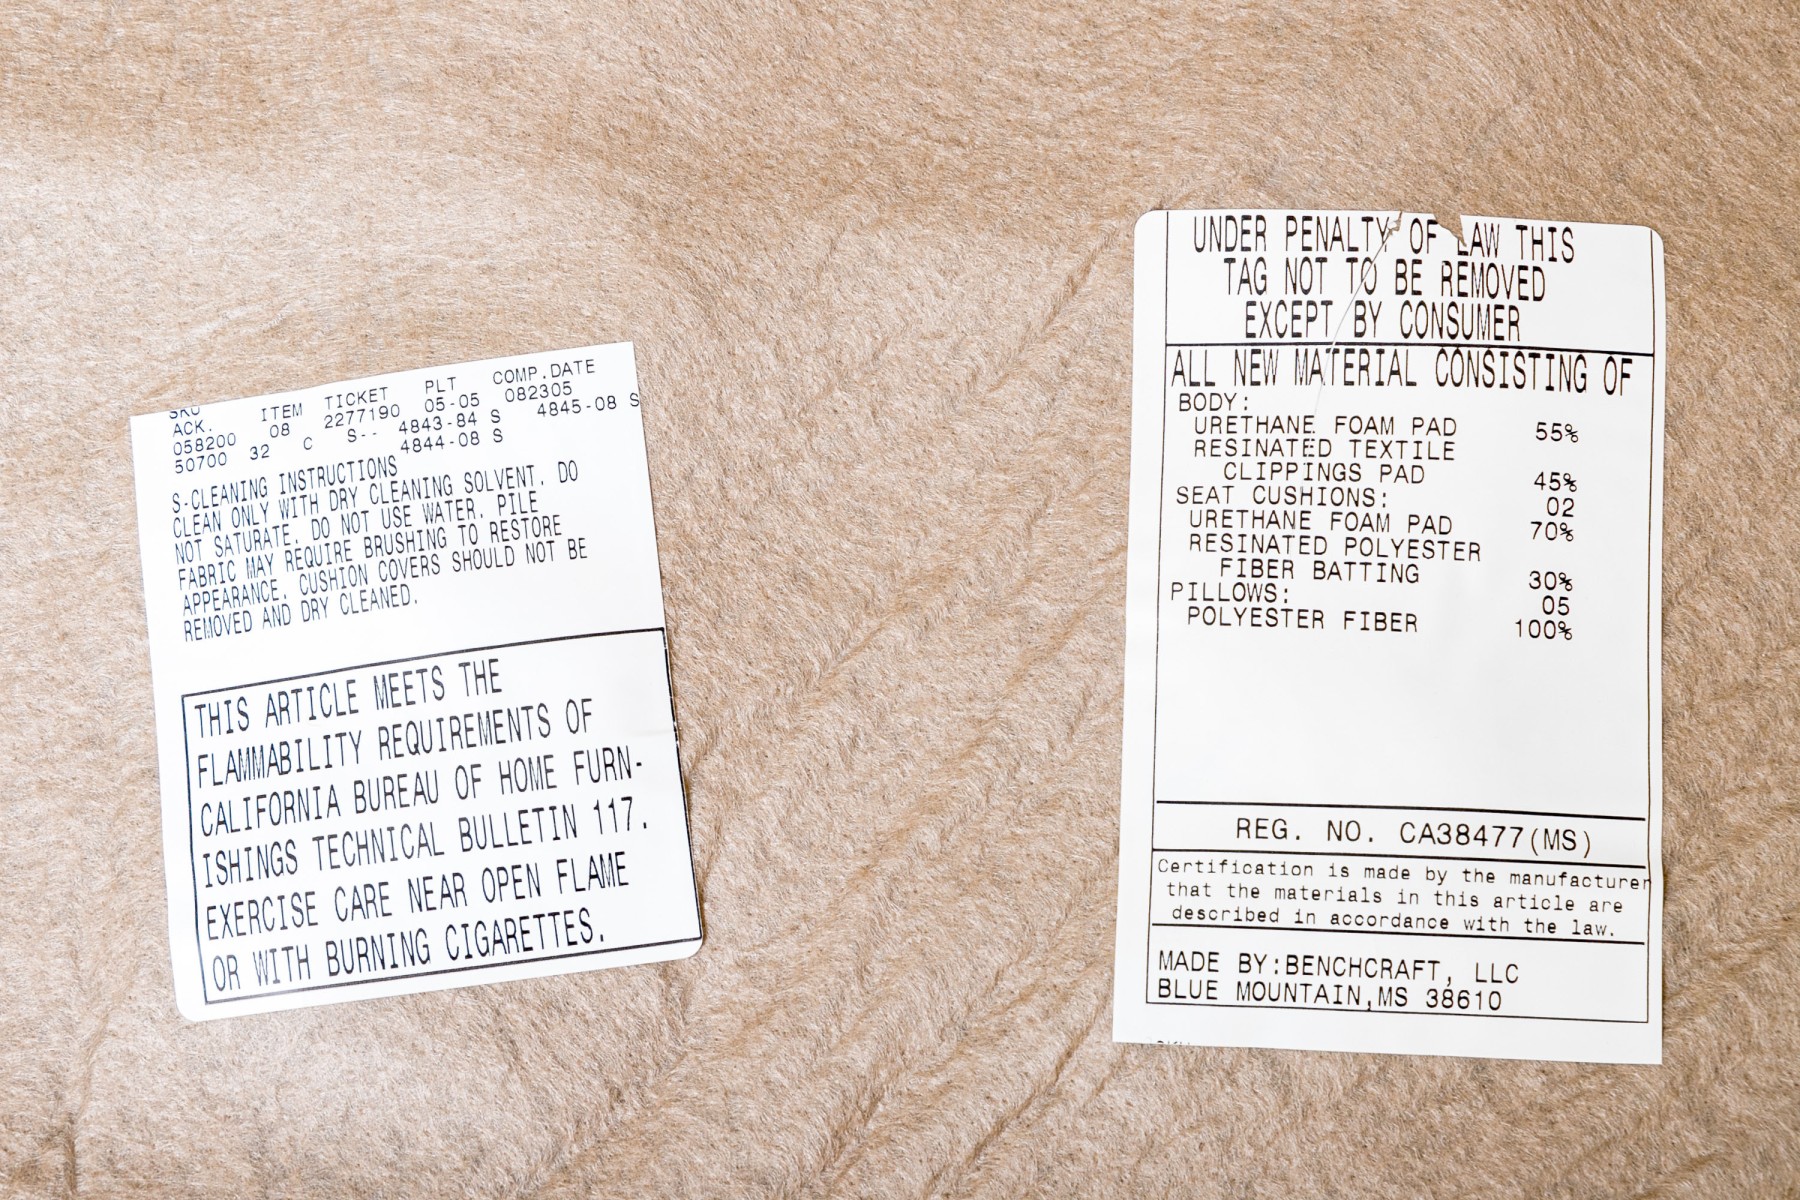 SKU
ACK. ITEM TICKET PLT COMP.DATE
058200 08 2277190 05-05 082305
50700 32 C S-- 4843-84 S 4845-08 S
4844-08 S
S-CLEANING INSTRUCTIONS
CLEAN ONLY WITH DRY CLEANING SOLVENT. DO
NOT SATURATE. DO NOT USE WATER. PILE
FABRIC MAY REQUIRE BRUSHING TO RESTORE
APPEARANCE. CUSHION COVERS SHOULD NOT BE
REMOVED AND DRY CLEANED.
THIS ARTICLE MEETS THE
FLAMMABILITY REQUIREMENTS OF
CALIFORNIA BUREAU OF HOME FURN-
ISHINGS TECHNICAL BULLETIN 117.
EXERCISE CARE NEAR OPEN FLAME
OR WITH BURNING CIGARETTES.
UNDER PENALTY OF LAW THIS
TAG NOT TO BE REMOVED
EXCEPT BY CONSUMER
ALL NEW MATERIAL CONSISTING OF
BODY:
URETHANE FOAM PAD 55%
RESINATED TEXTILE
CLIPPINGS PAD 45%
SEAT CUSHIONS: 02
URETHANE FOAM PAD 70%
RESINATED POLYESTER
FIBER BATTING 30%
PILLOWS: 05
POLYESTER FIBER 100%
REG. NO. CA38477(MS)
Certification is made by the manufacturer
that the materials in this article are
described in accordance with the law.
MADE BY:BENCHCRAFT, LLC
BLUE MOUNTAIN,MS 38610